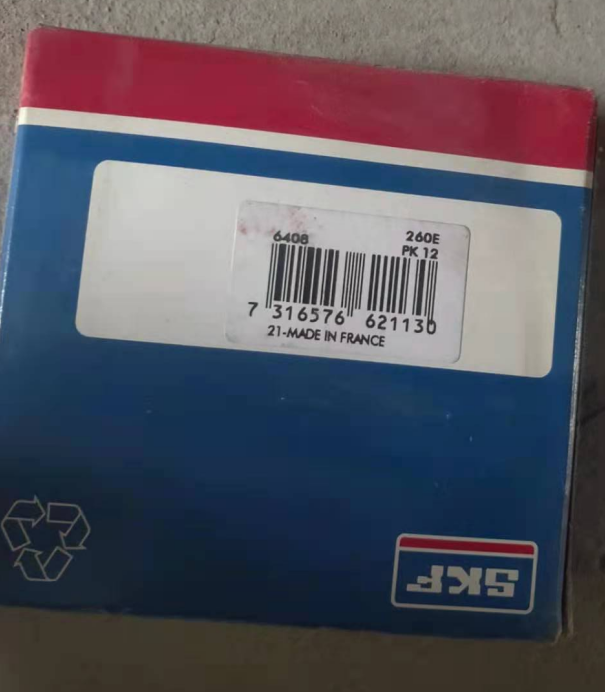 6408 260E
PK 12
7 316576 621130
21-MADE IN FRANCE
SKF